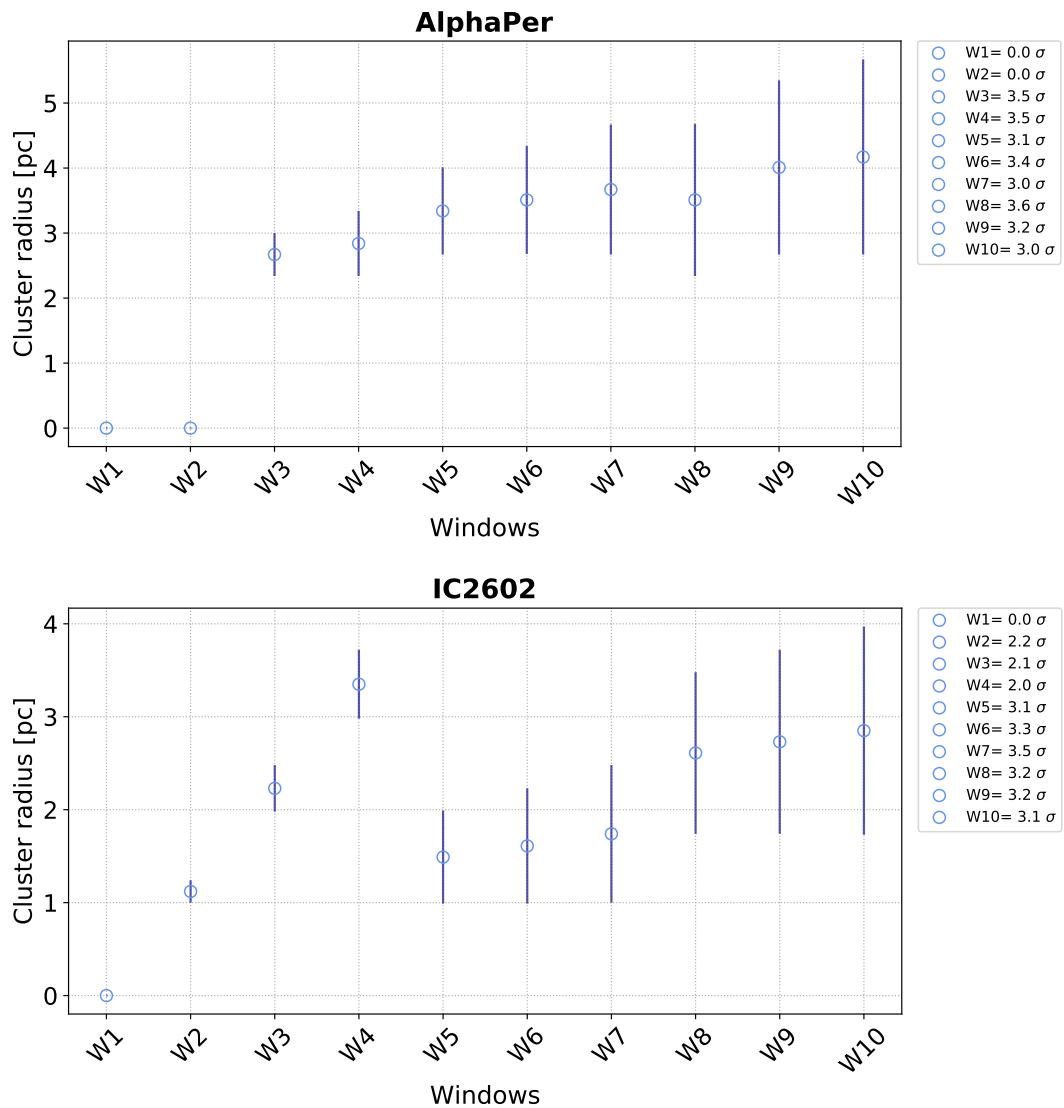 AlphaPer
W1= 0.0 σ
W2= 0.0 σ
W3= 3.5 σ
W4= 3.5 σ
W5= 3.1 σ
W6= 3.4 σ
W7= 3.0 σ
W8= 3.6 σ
W9= 3.2 σ
W10= 3.0 σ
Cluster radius [pc]
5
4
3
2
1
0
W1 W2 W3 W4 W5 W6 W7 W8 W9 W10
Windows
IC2602
W1= 0.0 σ
W2= 2.2 σ
W3= 2.1 σ
W4= 2.0 σ
W5= 3.1 σ
W6= 3.3 σ
W7= 3.5 σ
W8= 3.2 σ
W9= 3.2 σ
W10= 3.1 σ
Cluster radius [pc]
4
3
2
1
0
W1 W2 W3 W4 W5 W6 W7 W8 W9 W10
Windows